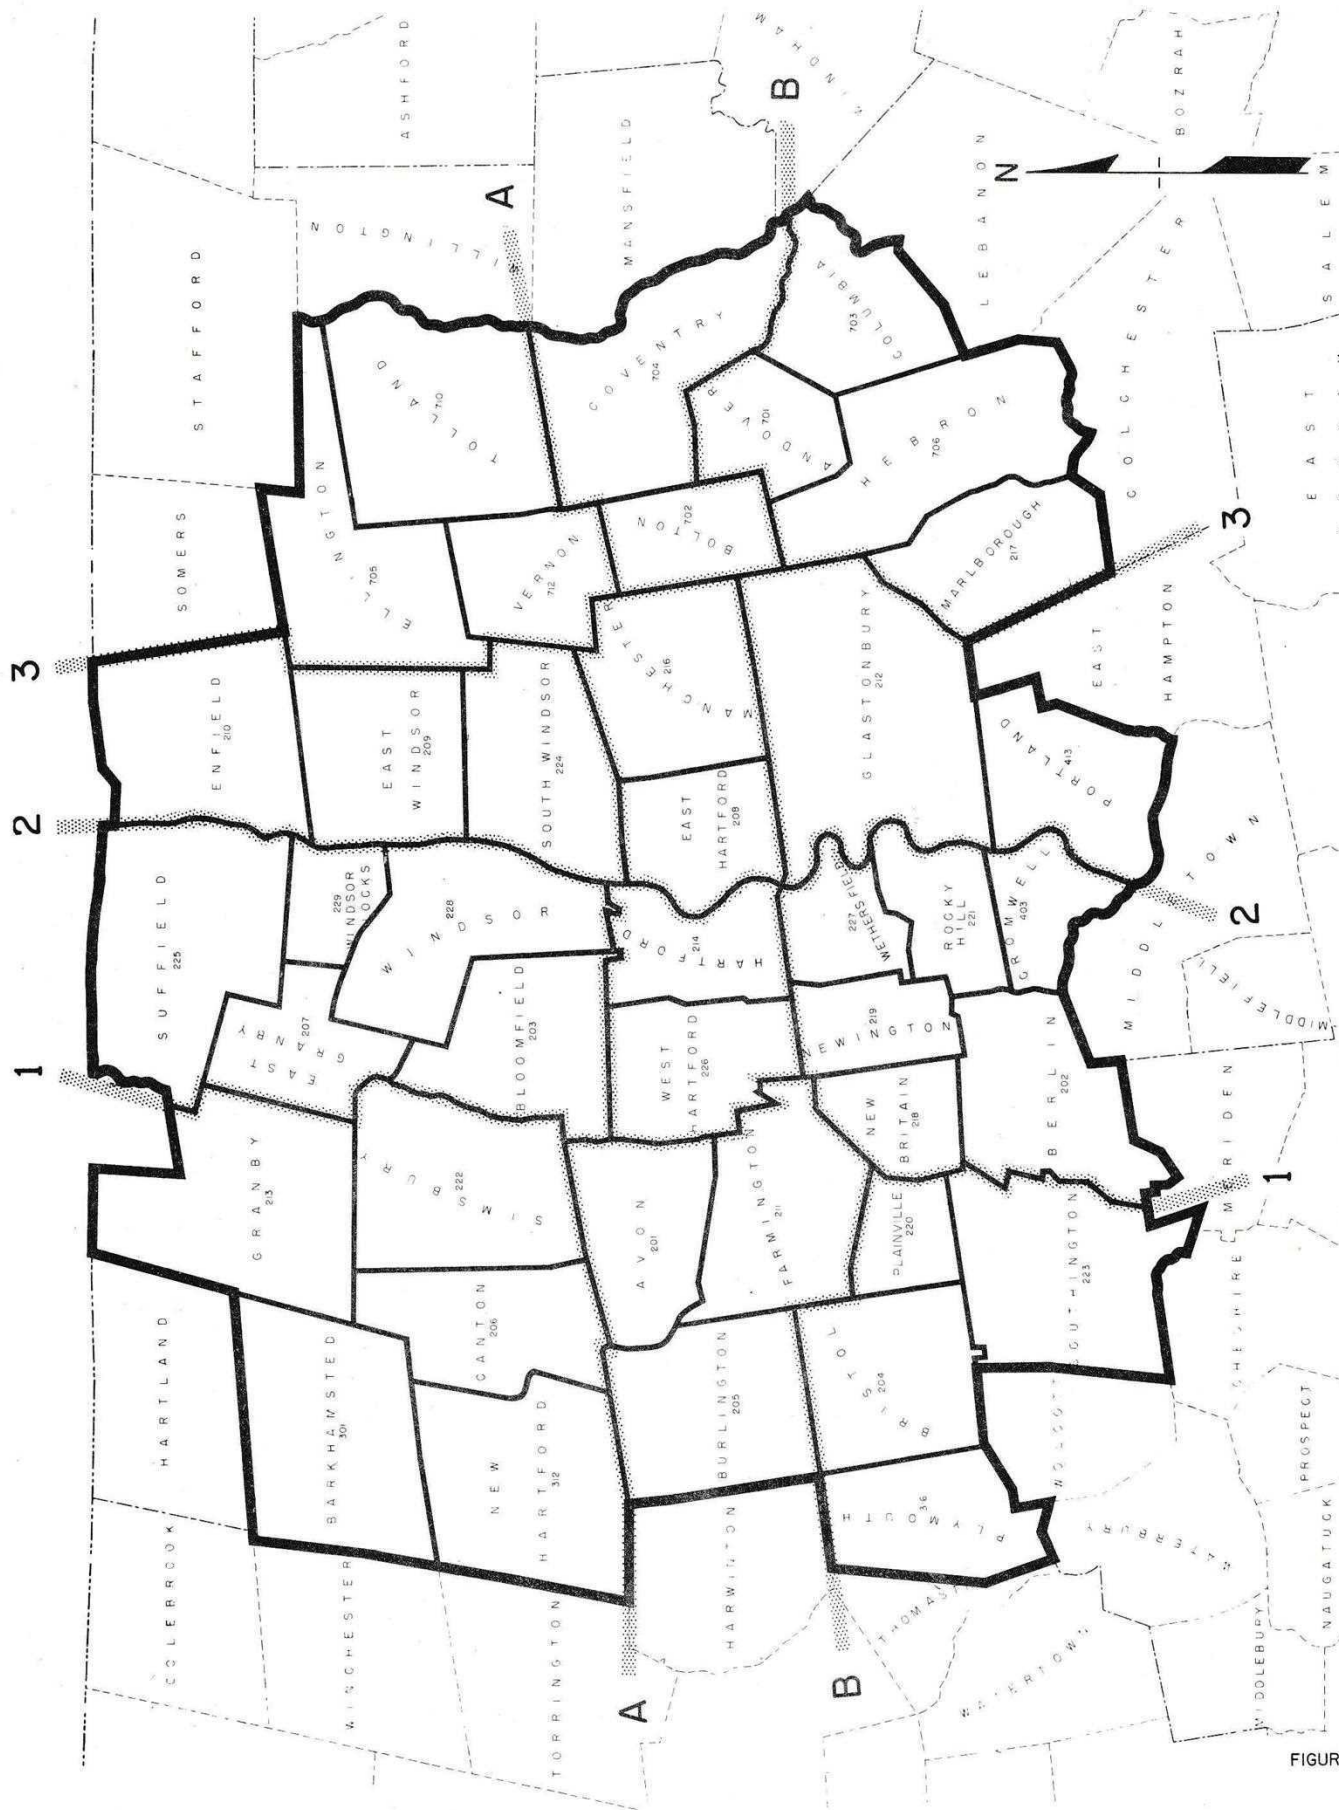 3
2
1
STAFFORD
SOMERS
ENFIELD
210
SUFFIELD
225
HARTLAND
COLEBROOK
ASHFORD
TOLLAND
710
ELLINGTON
705
EAST
WINDSOR
209
WINDSOR
LOCKS
229
EAST
GRANBY
207
GRANBY
213
BARKHAMSTED
301
WINCHESTER
A
MANSFIELD
COVENTRY
704
VERNON
712
SOUTH WINDSOR
224
WINDSOR
228
BLOOMFIELD
203
SIMSBURY
222
CANTON
206
NEW
HARTFORD
312
TORRINGTON
B
WINDHAM
COLUMBIA
703
ANDOVER
701
BOLTON
702
MANCHESTER
216
EAST
HARTFORD
208
HARTFORD
214
WEST
HARTFORD
226
AVON
201
FARMINGTON
211
BURLINGTON
205
HARWINTON
A
N
LEBANON
BOZRAH
HEBRON
706
MARLBOROUGH
217
GLASTONBURY
212
WETHERSFIELD
227
ROCKY
HILL
221
NEWINGTON
219
NEW
BRITAIN
218
PLAINVILLE
220
BRISTOL
204
PLYMOUTH
316
B
COLCHESTER
SALEM
EAST
3
EAST
HAMPTON
PORTLAND
413
CROMWELL
403
MIDDLETOWN
2
MIDDLEFIELD
BERLIN
202
MERIDEN
1
SOUTHINGTON
223
WATERBURY
PROSPECT
NAUGATUCK
WATERTOWN
MIDDLEBURY
FIGUR